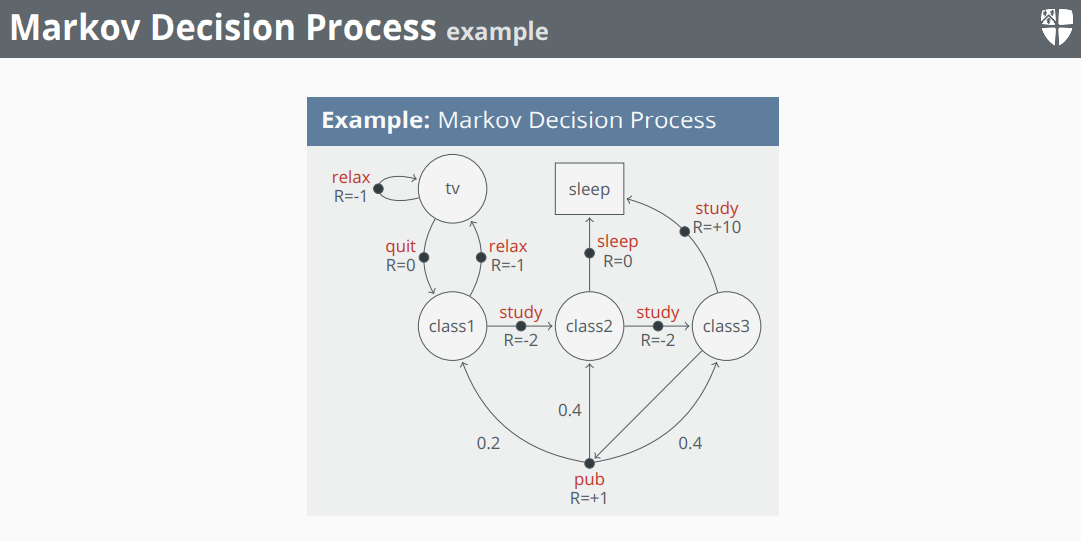 Markov Decision Process example
Example: Markov Decision Process
relax
R=-1
tv
sleep
study
R=+10
quit
R=0
relax
R=-1
sleep
R=0
class1
study
R=-2
class2
study
R=-2
class3
0.4
0.2
0.4
pub
R=+1